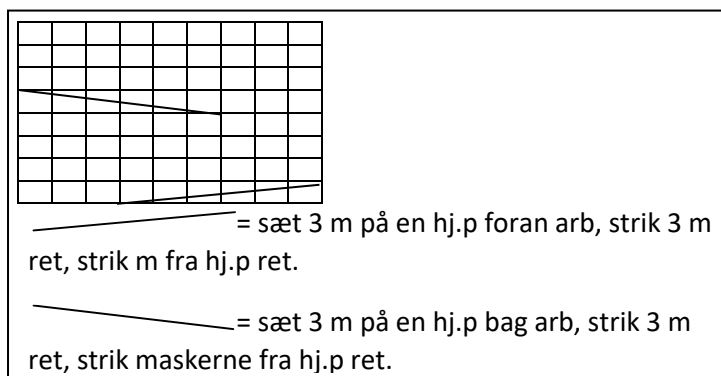 = sæt 3 m på en hj.p foran arb, strik 3 m
ret, strik m fra hj.p ret.
= sæt 3 m på en hj.p bag arb, strik 3 m
ret, strik maskerne fra hj.p ret.